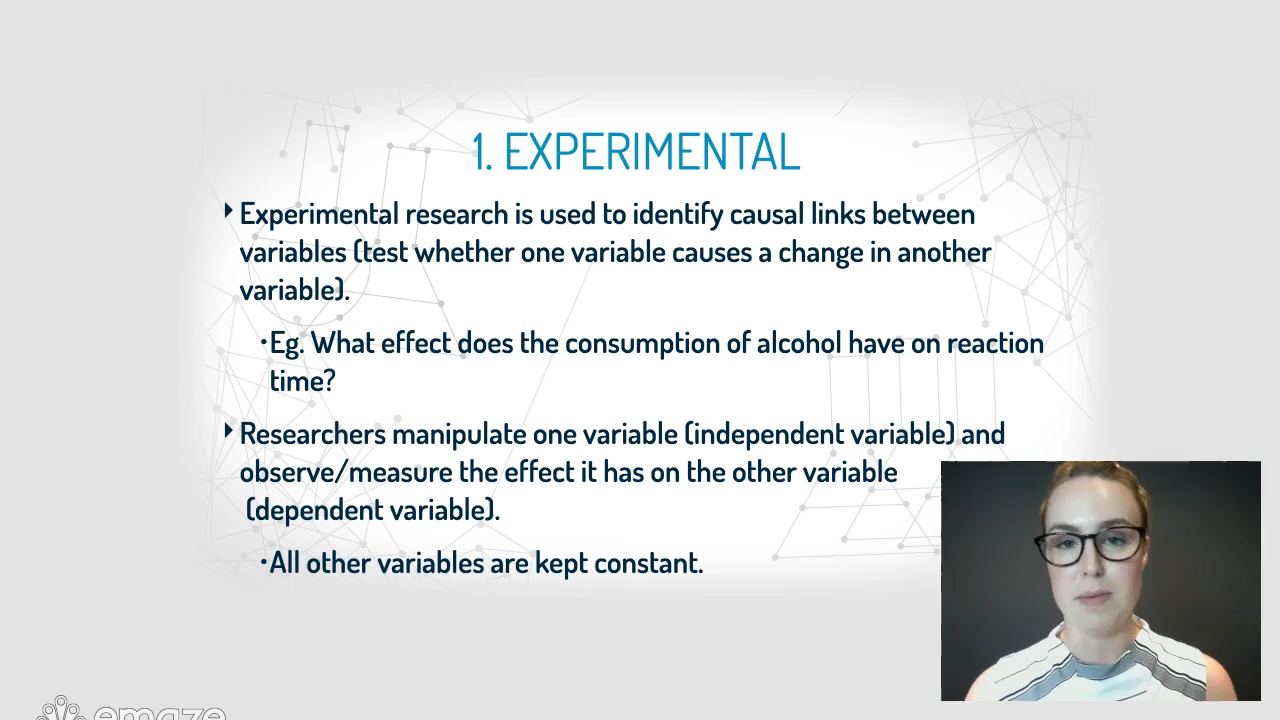 1. EXPERIMENTAL
Experimental research is used to identify causal links between
variables (test whether one variable causes a change in another
variable).
•Eg. What effect does the consumption of alcohol have on reaction
time?
Researchers manipulate one variable (independent variable) and
observe/measure the effect it has on the other variable
(dependent variable).
•All other variables are kept constant.
emaze